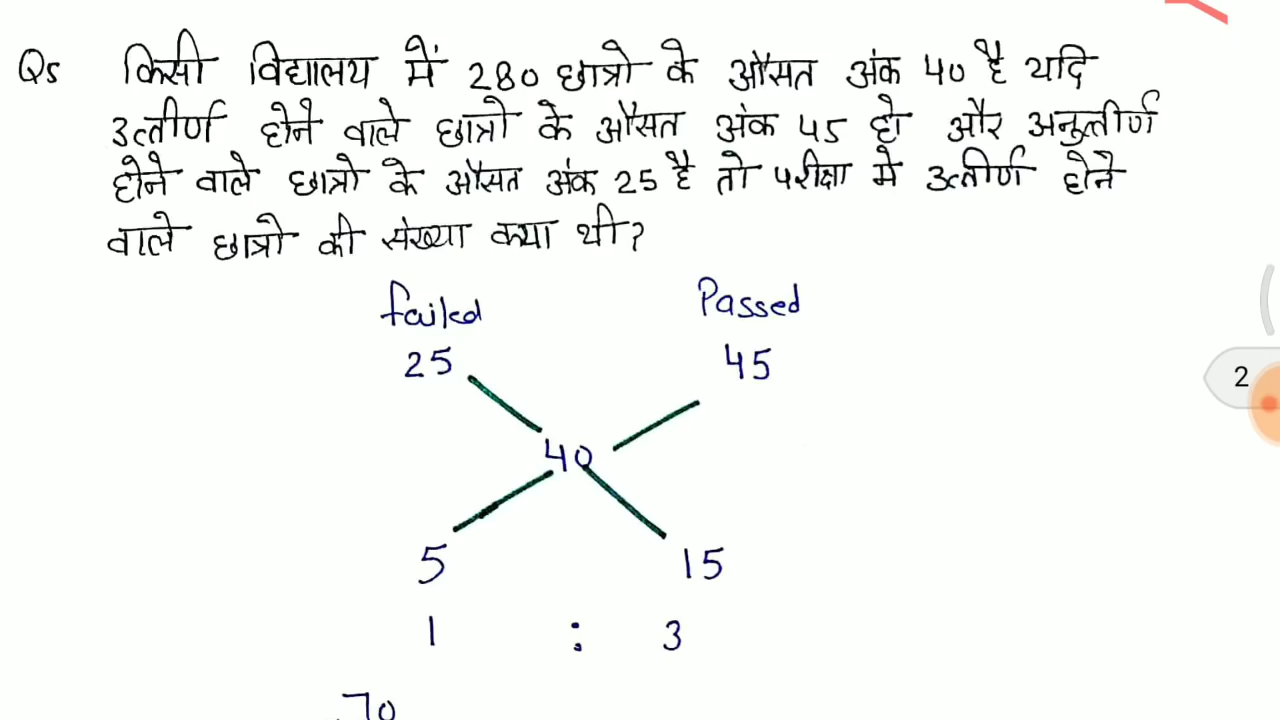 Q5 किसी विद्यालय में 280 छात्रो के औसत अंक 40 है यदि
उत्तीर्ण होने वाले छात्रो के औसत अंक 45 हो और अनुत्तीर्ण
होने वाले छात्रो के औसत अंक 25 है तो परीक्षा मे उत्तीर्ण होने
वाले छात्रो की संख्या क्या थी?
failed Passed
25 45
40
5 15
1 : 3
70
2